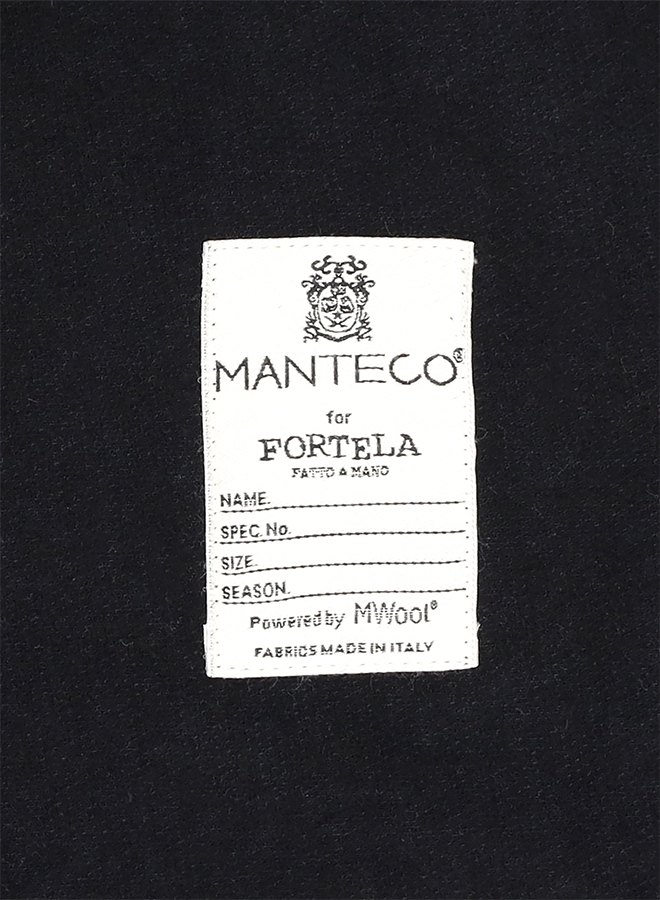 MANTECO®
for
FORTELA
FATTO A MANO
NAME.
SPEC. No.
SIZE.
SEASON.
Powered by MWool®
FABRICS MADE IN ITALY